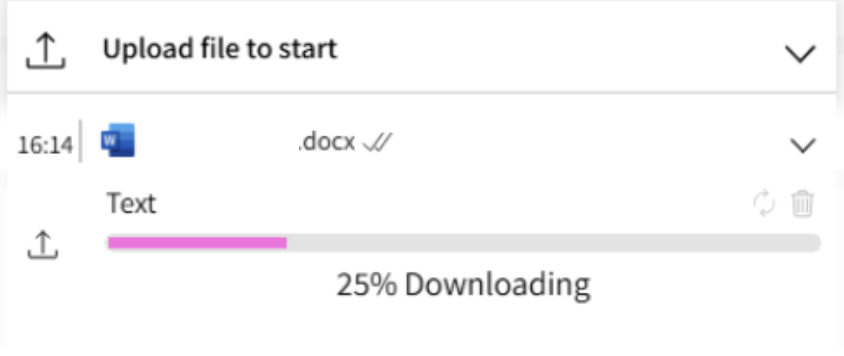 Upload file to start
16:14 W .docx
Text
25% Downloading